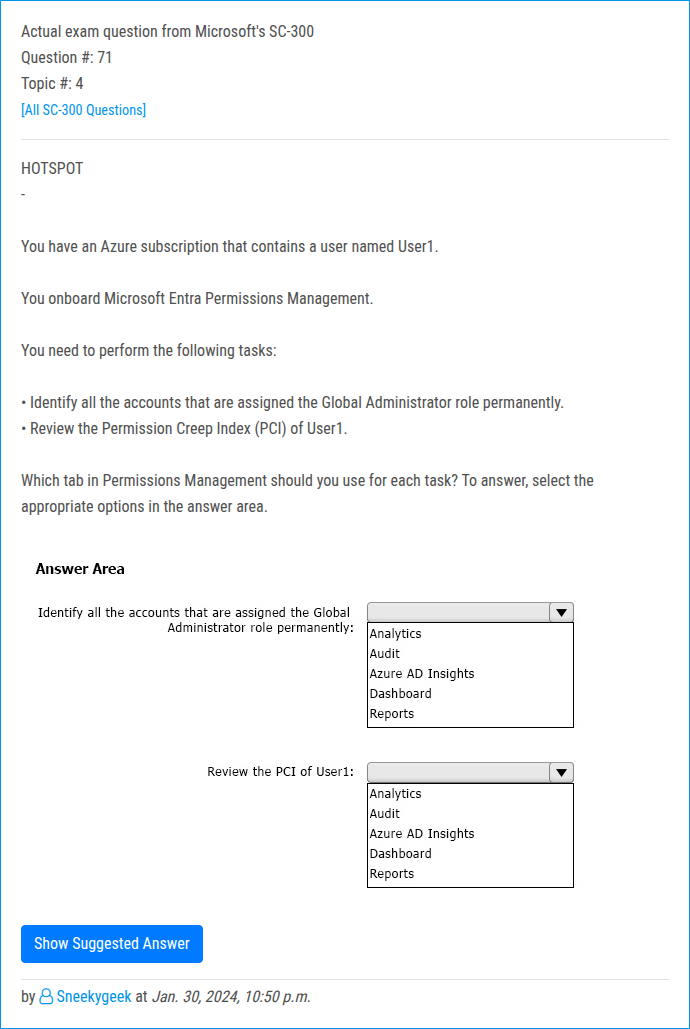 Actual exam question from Microsoft's SC-300
Question #: 71
Topic #: 4
[All SC-300 Questions]
HOTSPOT
-
You have an Azure subscription that contains a user named User1.
You onboard Microsoft Entra Permissions Management.
You need to perform the following tasks:
• Identify all the accounts that are assigned the Global Administrator role permanently.
• Review the Permission Creep Index (PCI) of User1.
Which tab in Permissions Management should you use for each task? To answer, select the
appropriate options in the answer area.
Answer Area
Identify all the accounts that are assigned the Global
Administrator role permanently:
Analytics
Audit
Azure AD Insights
Dashboard
Reports
Review the PCI of User1:
Analytics
Audit
Azure AD Insights
Dashboard
Reports
Show Suggested Answer
by Sneekygeek at Jan. 30, 2024, 10:50 p.m.